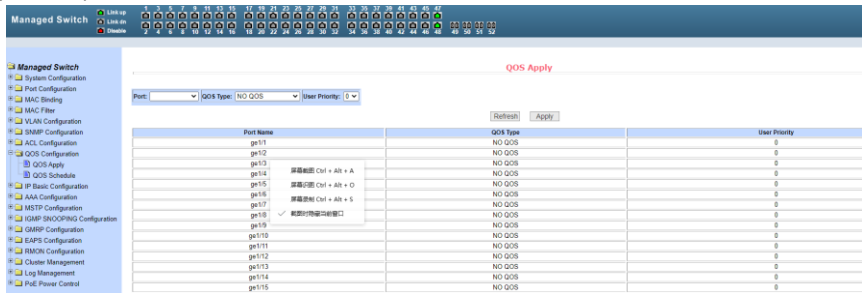 Managed Switch
Link up
Link dn
Disable
1 3 5 7 9 11 13 15 17 19 21 23 25 27 29 31 33 35 37 39 41 43 45 47
2 4 6 8 10 12 14 16 18 20 22 24 26 28 30 32 34 36 38 40 42 44 46 48 49 50 51 52
Managed Switch
System Configuration
Port Configuration
MAC Binding
MAC Filter
VLAN Configuration
SNMP Configuration
ACL Configuration
QOS Configuration
QOS Apply
QOS Schedule
IP Basic Configuration
AAA Configuration
MSTP Configuration
IGMP SNOOPING Configuration
GMRP Configuration
EAPS Configuration
RMON Configuration
Cluster Management
Log Management
PoE Power Control
QOS Apply
Port: QOS Type: NO QOS User Priority: 0
Refresh Apply
Port Name QOS Type User Priority
ge1/1 NO QOS 0
ge1/2 NO QOS 0
ge1/3 NO QOS 0
ge1/4 NO QOS 0
ge1/5 NO QOS 0
ge1/6 NO QOS 0
ge1/7 NO QOS 0
ge1/8 NO QOS 0
ge1/9 NO QOS 0
ge1/10 NO QOS 0
ge1/11 NO QOS 0
ge1/12 NO QOS 0
ge1/13 NO QOS 0
ge1/14 NO QOS 0
ge1/15 NO QOS 0
屏幕截图 Ctrl + Alt + A
屏幕识图 Ctrl + Alt + O
屏幕录制 Ctrl + Alt + S
截图时隐藏当前窗口